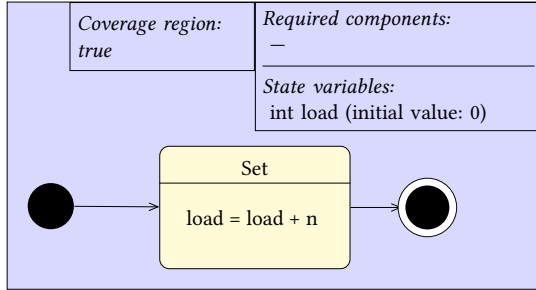 Coverage region:
true
Required components:
—
State variables:
int load (initial value: 0)
Set
load = load + n